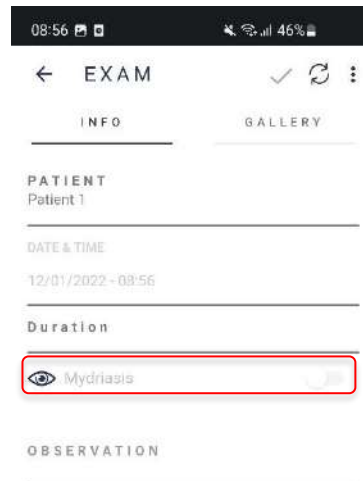 08:56 46%
EXAM
INFO GALLERY
PATIENT
Patient 1
DATE & TIME
12/01/2022 - 08:56
Duration
Mydriasis
OBSERVATION